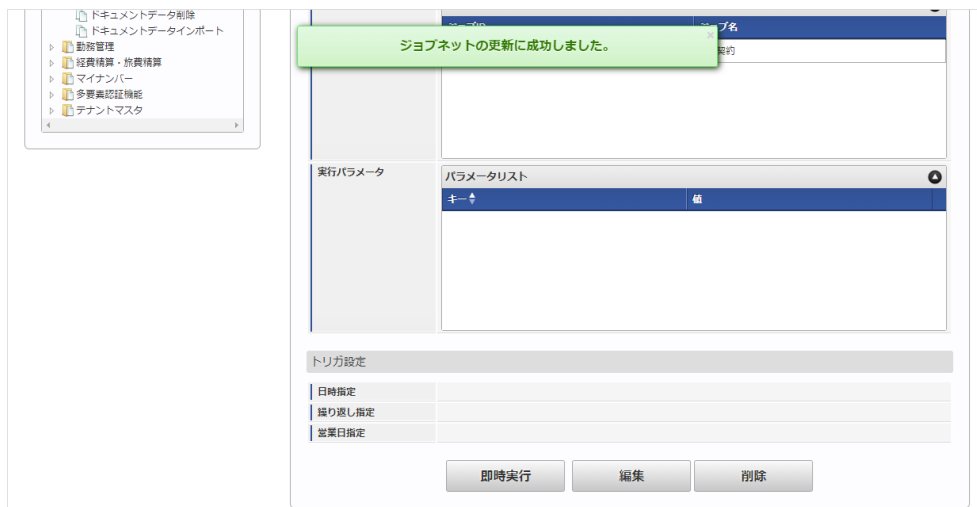 ドキュメントデータ削除
ドキュメントデータインポート
勤務管理
経費精算・旅費精算
マイナンバー
多要素認証機能
テナントマスタ
ジョブネットの更新に成功しました。
契約
実行パラメータ
パラメータリスト
キー
値
トリガ設定
日時指定
繰り返し指定
営業日指定
即時実行
編集
削除